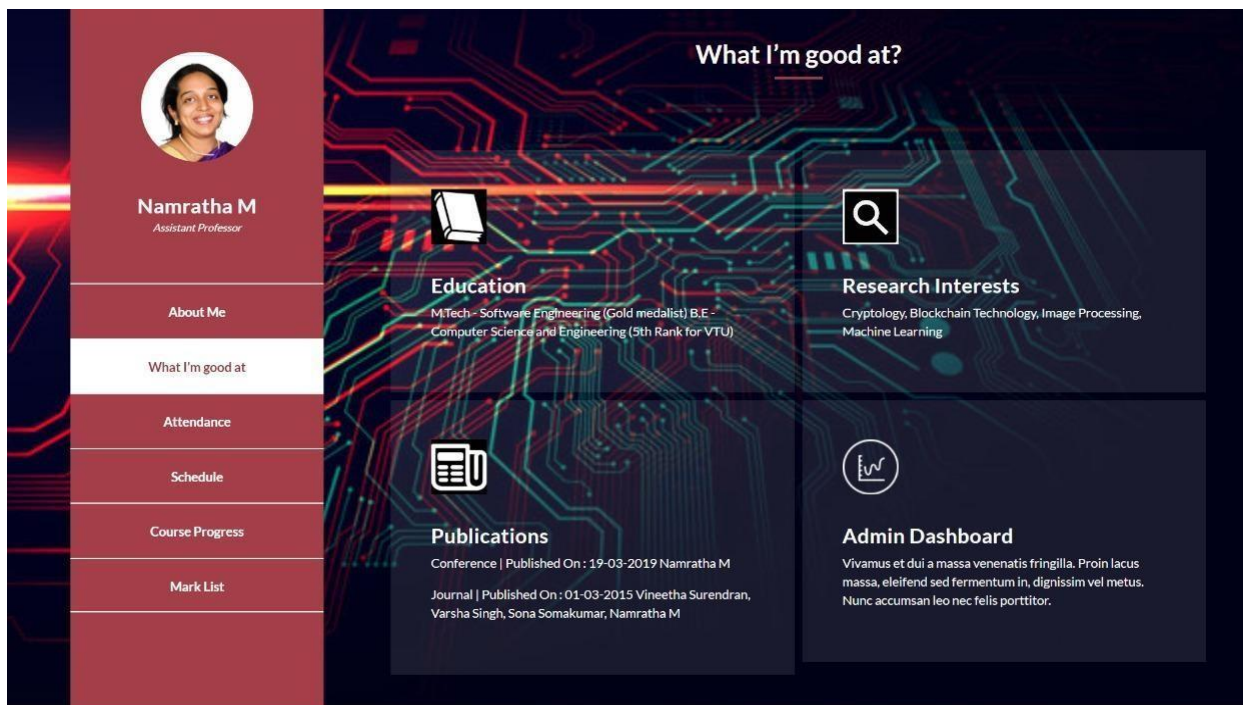 Namratha M
Assistant Professor
About Me
What I'm good at
Attendance
Schedule
Course Progress
Mark List
What I’m good at?
Education
M.Tech - Software Engineering (Gold medalist) B.E -
Computer Science and Engineering (5th Rank for VTU)
Research Interests
Cryptology, Blockchain Technology, Image Processing,
Machine Learning
Publications
Conference | Published On : 19-03-2019 Namratha M
Journal | Published On : 01-03-2015 Vineetha Surendran,
Varsha Singh, Sona Somakumar, Namratha M
Admin Dashboard
Vivamus et dui a massa venenatis fringilla. Proin lacus
massa, eleifend sed fermentum in, dignissim vel metus.
Nunc accumsan leo nec felis porttitor.